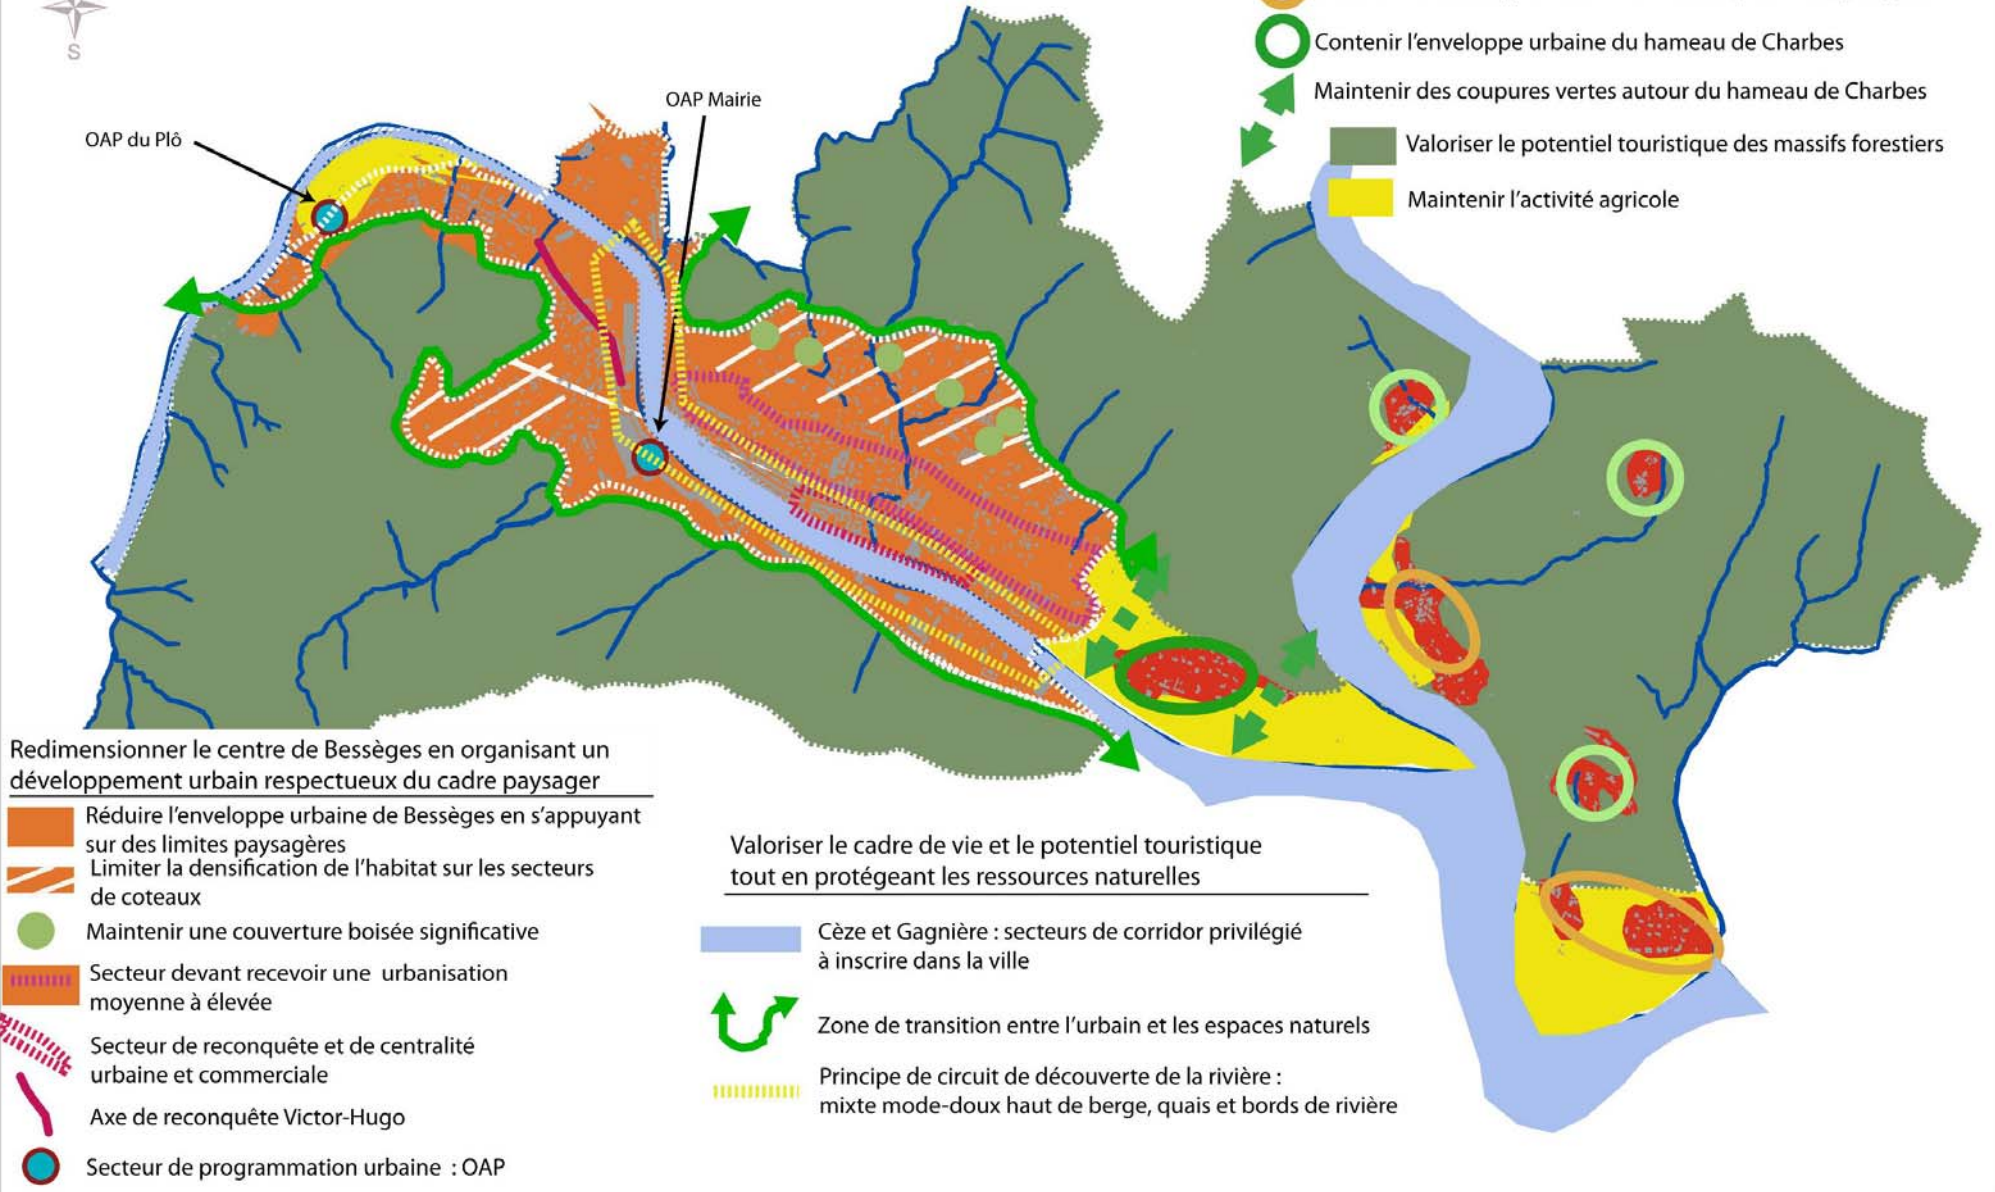 S
OAP Mairie
OAP du Plô
Contenir l'enveloppe urbaine du hameau de Charbes
Maintenir des coupures vertes autour du hameau de Charbes
Valoriser le potentiel touristique des massifs forestiers
Maintenir l'activité agricole
Redimensionner le centre de Bessèges en organisant un
développement urbain respectueux du cadre paysager
Réduire l'enveloppe urbaine de Bessèges en s'appuyant
sur des limites paysagères
Limiter la densification de l'habitat sur les secteurs
de coteaux
Maintenir une couverture boisée significative
Secteur devant recevoir une urbanisation
moyenne à élevée
Secteur de reconquête et de centralité
urbaine et commerciale
Axe de reconquête Victor-Hugo
Secteur de programmation urbaine : OAP
Valoriser le cadre de vie et le potentiel touristique
tout en protégeant les ressources naturelles
Cèze et Gagnière : secteurs de corridor privilégié
à inscrire dans la ville
Zone de transition entre l'urbain et les espaces naturels
Principe de circuit de découverte de la rivière :
mixte mode-doux haut de berge, quais et bords de rivière